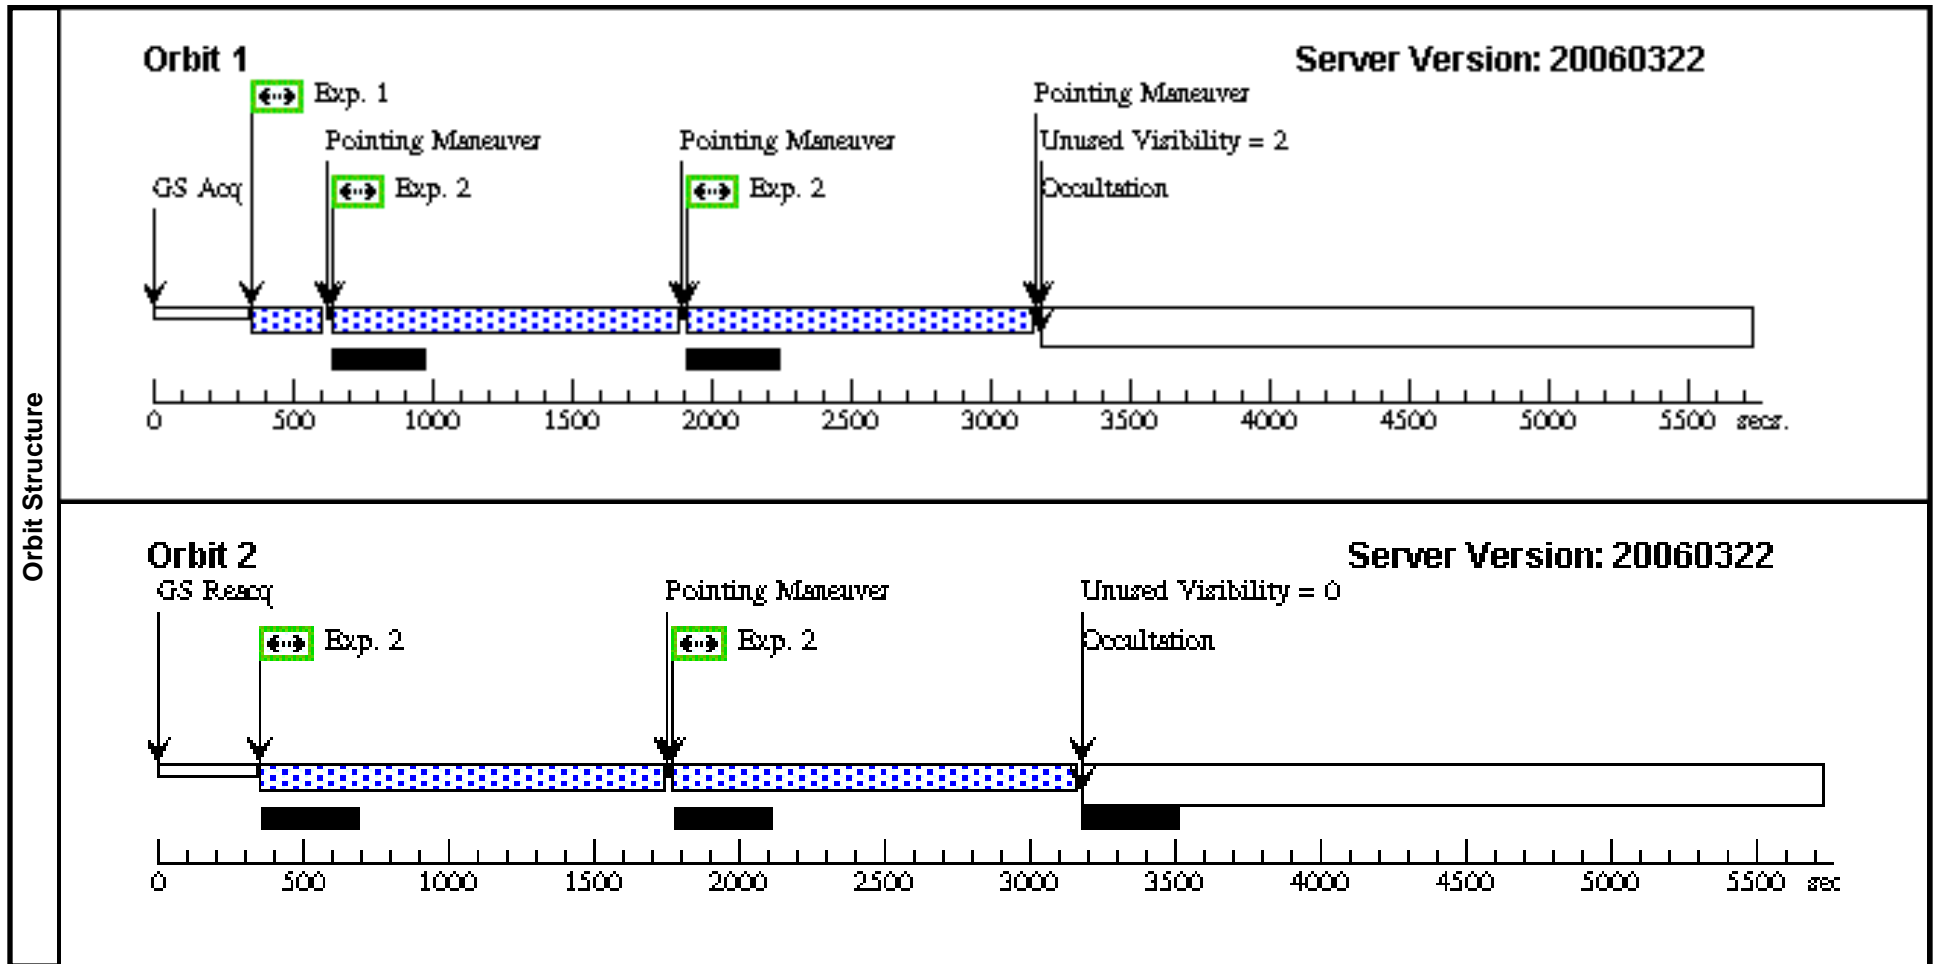 Orbit Structure
Orbit 1
Server Version: 20060322
Exp. 1
Pointing Maneuver
Pointing Maneuver
Pointing Maneuver
Unused Visibility = 2
GS Acq
Exp. 2
Exp. 2
Occultation
0 500 1000 1500 2000 2500 3000 3500 4000 4500 5000 5500 secs.
Orbit 2
Server Version: 20060322
GS Reacq
Pointing Maneuver
Unused Visibility = 0
Exp. 2
Exp. 2
Occultation
0 500 1000 1500 2000 2500 3000 3500 4000 4500 5000 5500 sec